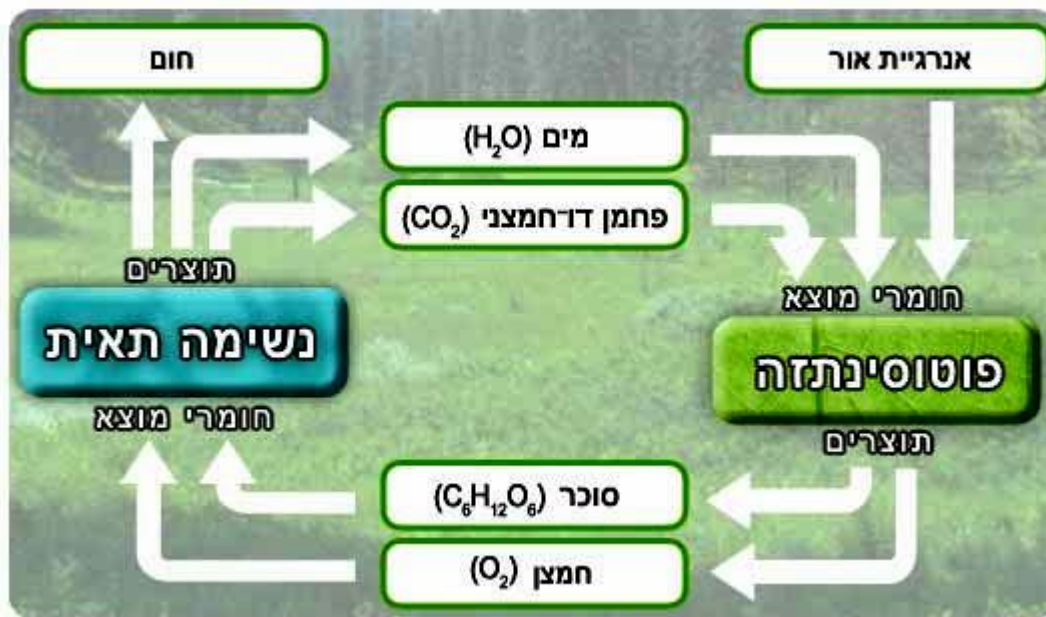 אנרגיית אור
חום
מים (H₂O)
פחמן דו-חמצני (CO₂)
תוצרים
חומרי מוצא
נשימה תאית
פוטוסינתזה
חומרי מוצא
תוצרים
סוכר (C₆H₁₂O₆)
חמצן (O₂)